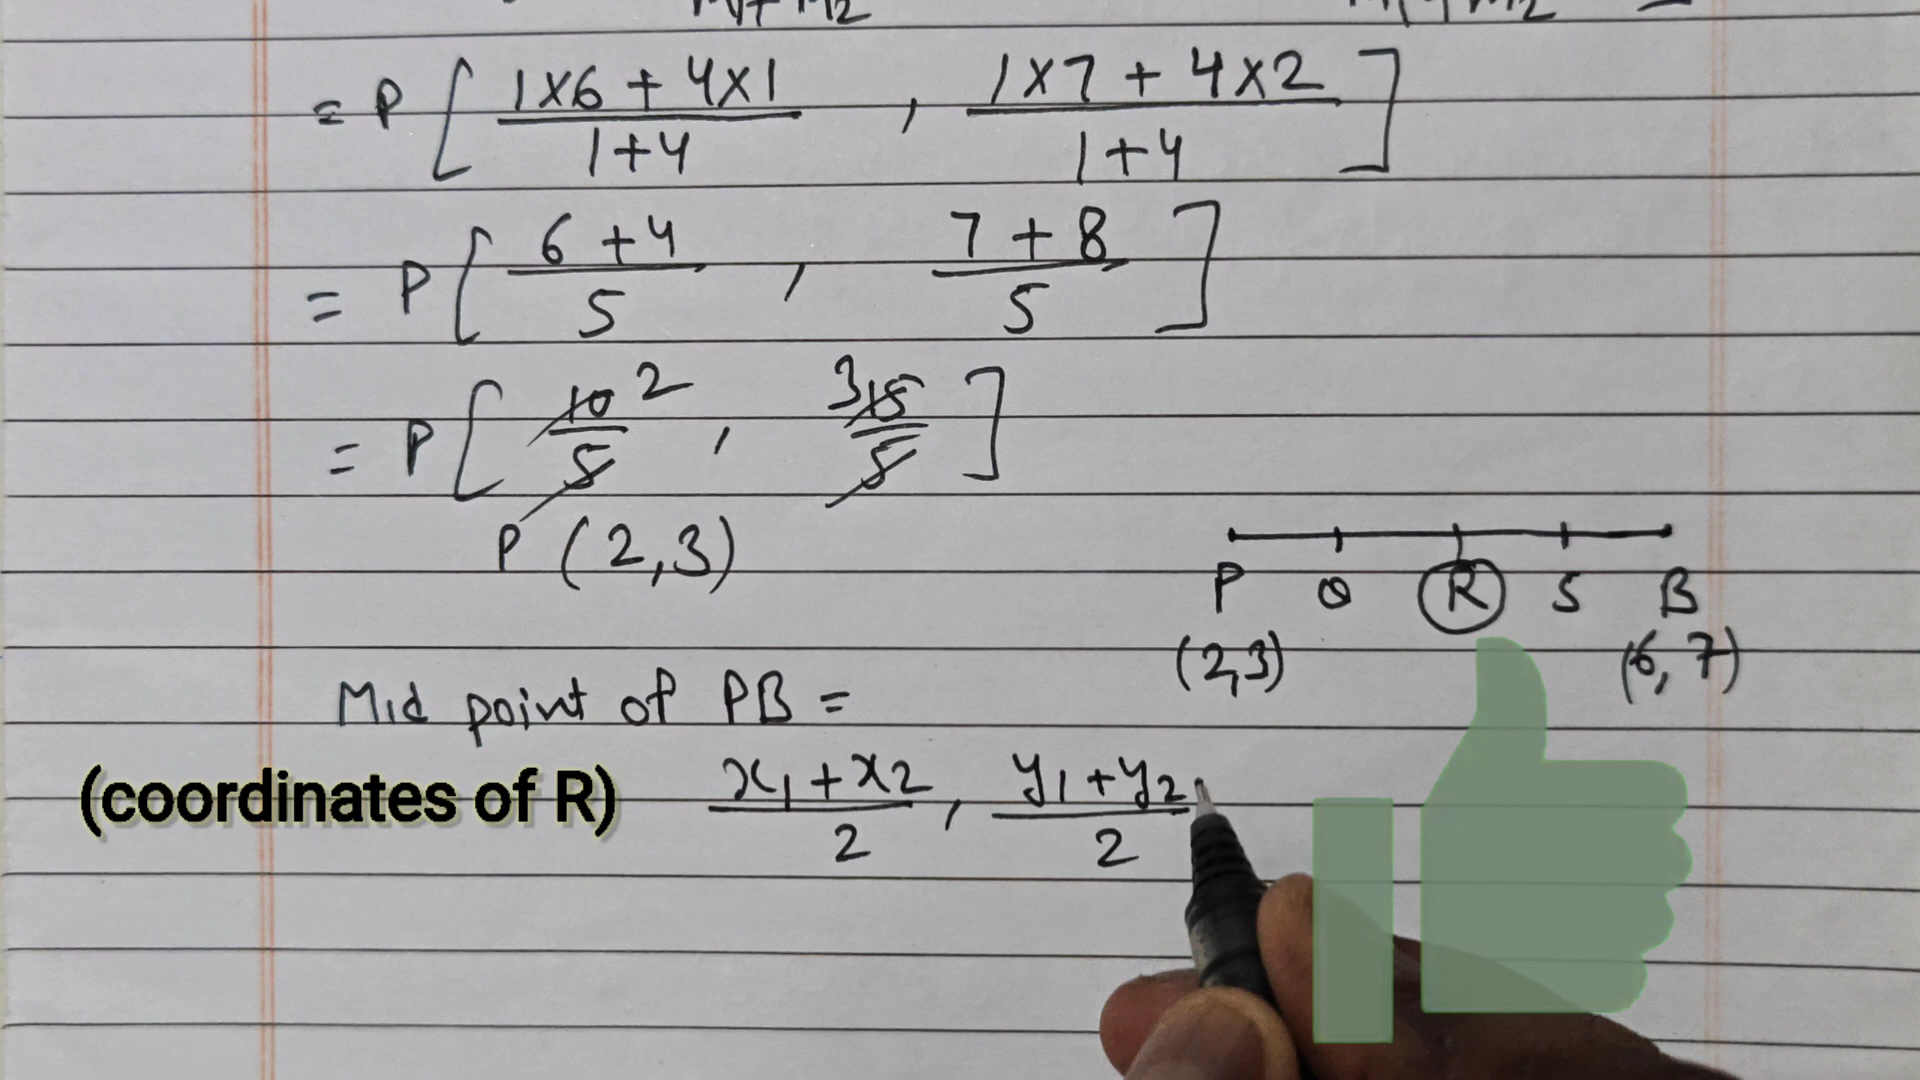 = P [ 1×6 + 4×1 / 1+4 , 1×7 + 4×2 / 1+4 ]
= P [ 6+4 / 5 , 7+8 / 5 ]
= P [ 10 2 / 5 , 3 15 / 5 ]
P (2,3)
P Q R S B
(2,3) (6,7)
Mid point of PB =
(coordinates of R) x₁+x₂ / 2 , y₁+y₂ / 2